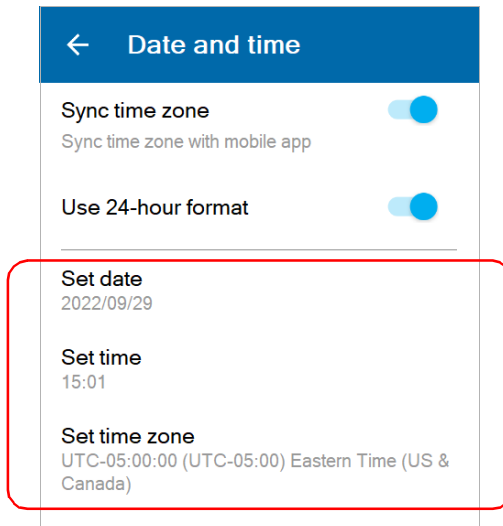 Date and time
Sync time zone
Sync time zone with mobile app
Use 24-hour format
Set date
2022/09/29
Set time
15:01
Set time zone
UTC-05:00:00 (UTC-05:00) Eastern Time (US &
Canada)